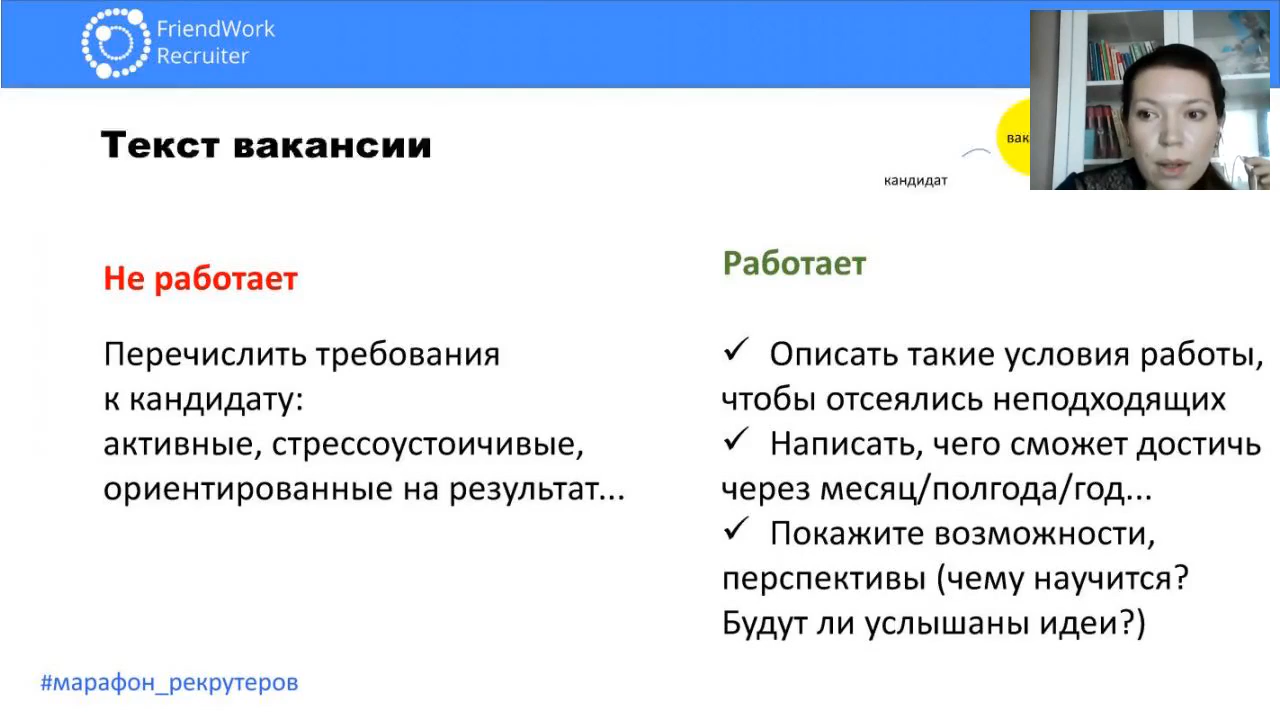 FriendWork
Recruiter
Текст вакансии
кандидат
Не работает
Перечислить требования
к кандидату:
активные, стрессоустоичивые,
ориентированные на результат...
Работает
✓ Описать такие условия работы,
чтобы отсеялись неподходящих
✓ Написать, чего сможет достичь
через месяц/полгода/год...
✓ Покажите возможности,
перспективы (чему научится?
Будут ли услышаны идеи?)
#марафон_рекрутеров